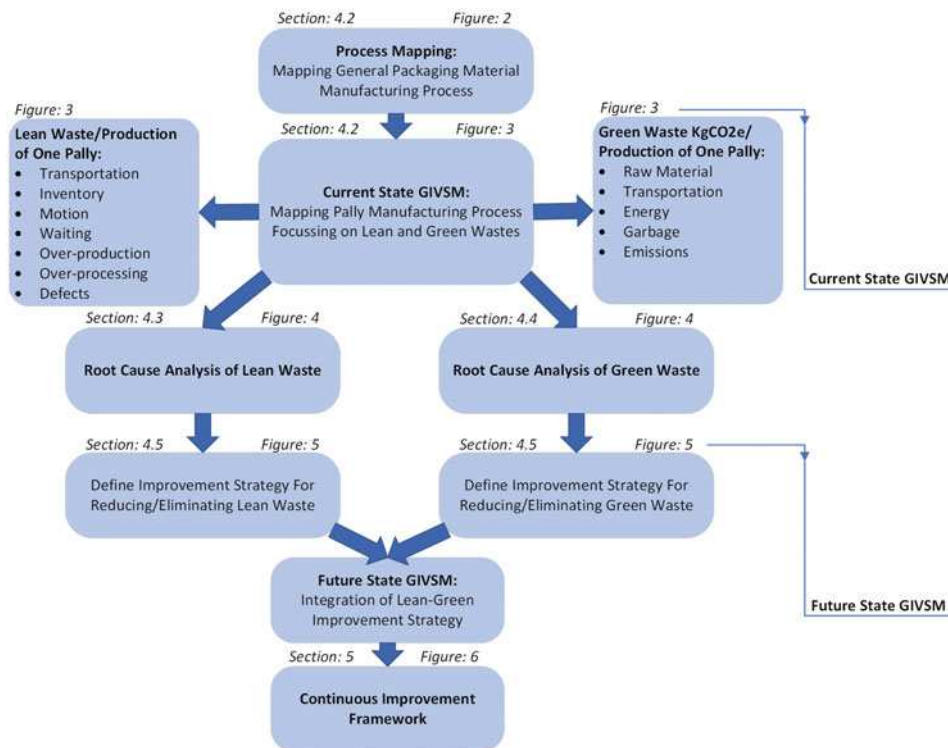 Section: 4.2
Figure: 2
Process Mapping:
Mapping General Packaging Material
Manufacturing Process
Figure: 3
Lean Waste/Production
of One Pally:
• Transportation
• Inventory
• Motion
• Waiting
• Over-production
• Over-processing
• Defects
Section: 4.2
Figure: 3
Current State GIVSM:
Mapping Pally Manufacturing Process
Focussing on Lean and Green Wastes
Figure: 3
Green Waste KgCO2e/
Production of One Pally:
• Raw Material
• Transportation
• Energy
• Garbage
• Emissions
Current State GIVSM
Section: 4.3
Figure: 4
Root Cause Analysis of Lean Waste
Section: 4.4
Figure: 4
Root Cause Analysis of Green Waste
Section: 4.5
Figure: 5
Define Improvement Strategy For
Reducing/Eliminating Lean Waste
Section: 4.5
Figure: 5
Define Improvement Strategy For
Reducing/Eliminating Green Waste
Future State GIVSM:
Integration of Lean-Green
Improvement Strategy
Future State GIVSM
Section: 5
Figure: 6
Continuous Improvement
Framework